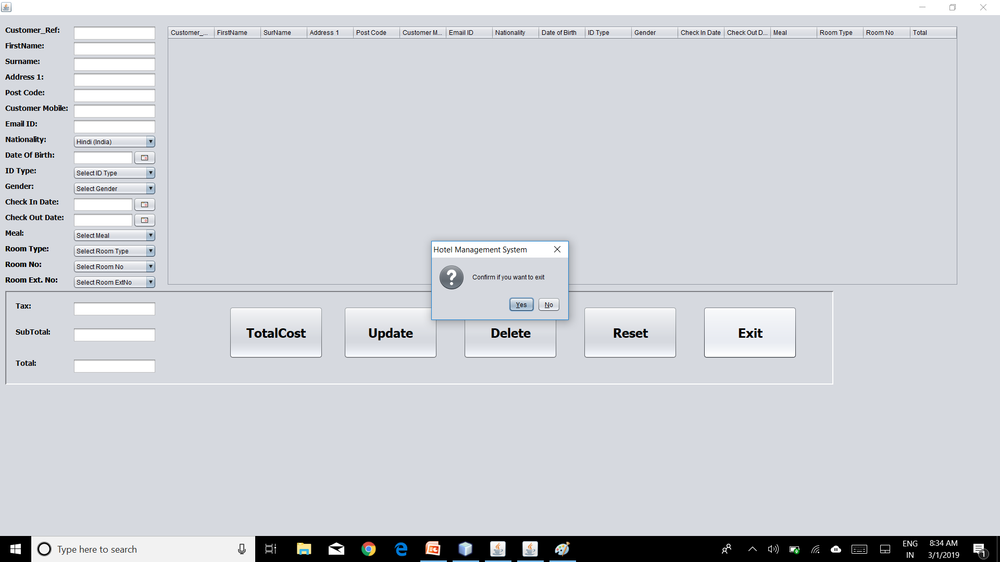 Customer_Ref:
FirstName:
Surname:
Address 1:
Post Code:
Customer Mobile:
Email ID:
Nationality: Hindi (India)
Date Of Birth:
ID Type: Select ID Type
Gender: Select Gender
Check In Date:
Check Out Date:
Meal: Select Meal
Room Type: Select Room Type
Room No: Select Room No
Room Ext. No: Select Room ExtNo
Customer_... FirstName SurName Address 1 Post Code Customer M... Email ID Nationality Date of Birth ID Type Gender Check In Date Check Out D... Meal Room Type Room No Total
Hotel Management System
Confirm if you want to exit
Yes No
Tax:
SubTotal:
Total:
TotalCost Update Delete Reset Exit
Type here to search
ENG
IN
8:34 AM
3/1/2019
1